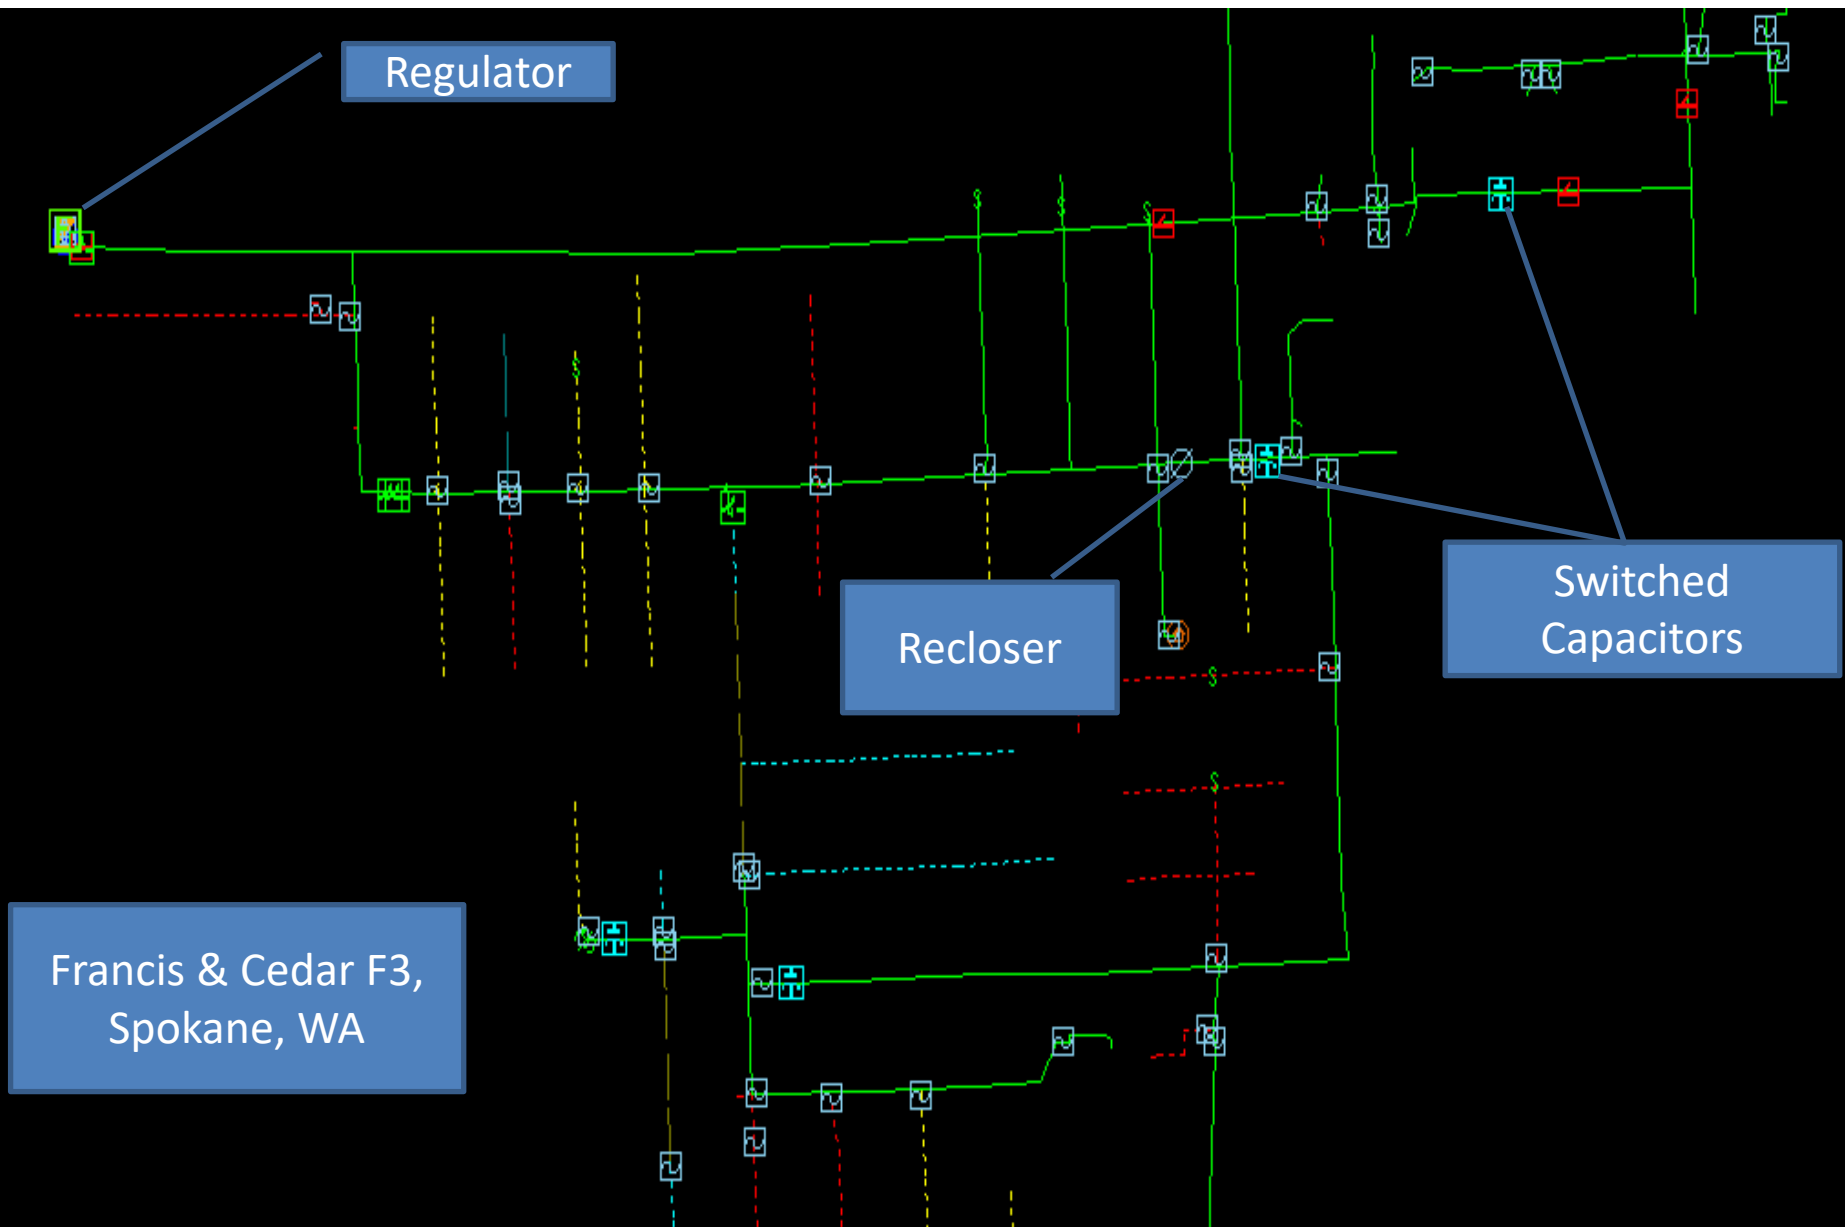 Regulator
Recloser
Switched
Capacitors
Francis & Cedar F3,
Spokane, WA